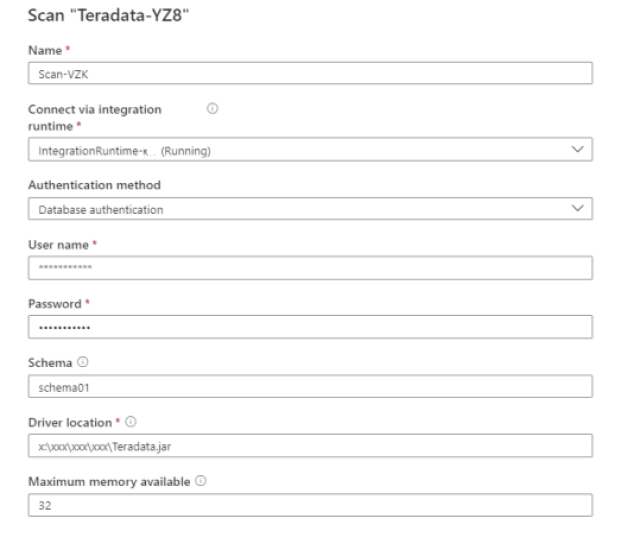 Scan "Teradata-YZ8"
Name *
Scan-VZK
Connect via integration
runtime *
IntegrationRuntime-κ . (Running)
Authentication method
Database authentication
User name *
***********
Password *
•••••••••••
Schema
schema01
Driver location *
x:\xxx\xxx\xxx\Teradata.jar
Maximum memory available
32